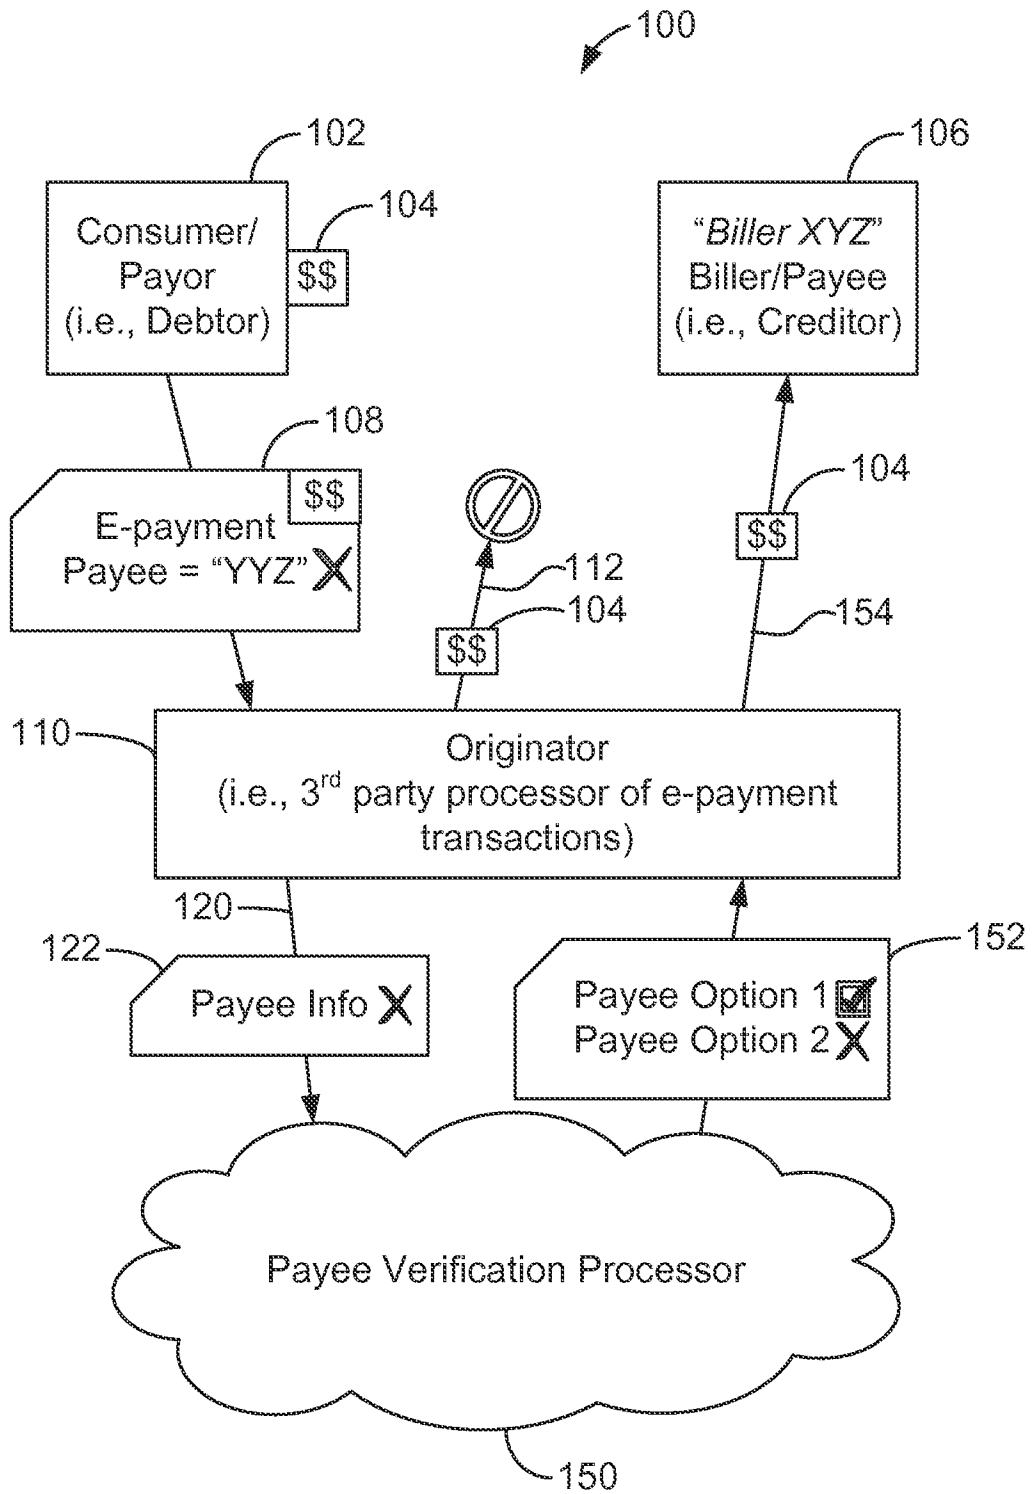 100
102
Consumer/
Payor
(i.e., Debtor)
104
$$
106
“Biller XYZ”
Biller/Payee
(i.e., Creditor)
108
$$
E-payment
Payee = “YYZ”
112
104
$$
104
$$
154
110
Originator
(i.e., 3rd party processor of e-payment
transactions)
120
122
Payee Info
152
Payee Option 1
Payee Option 2
Payee Verification Processor
150